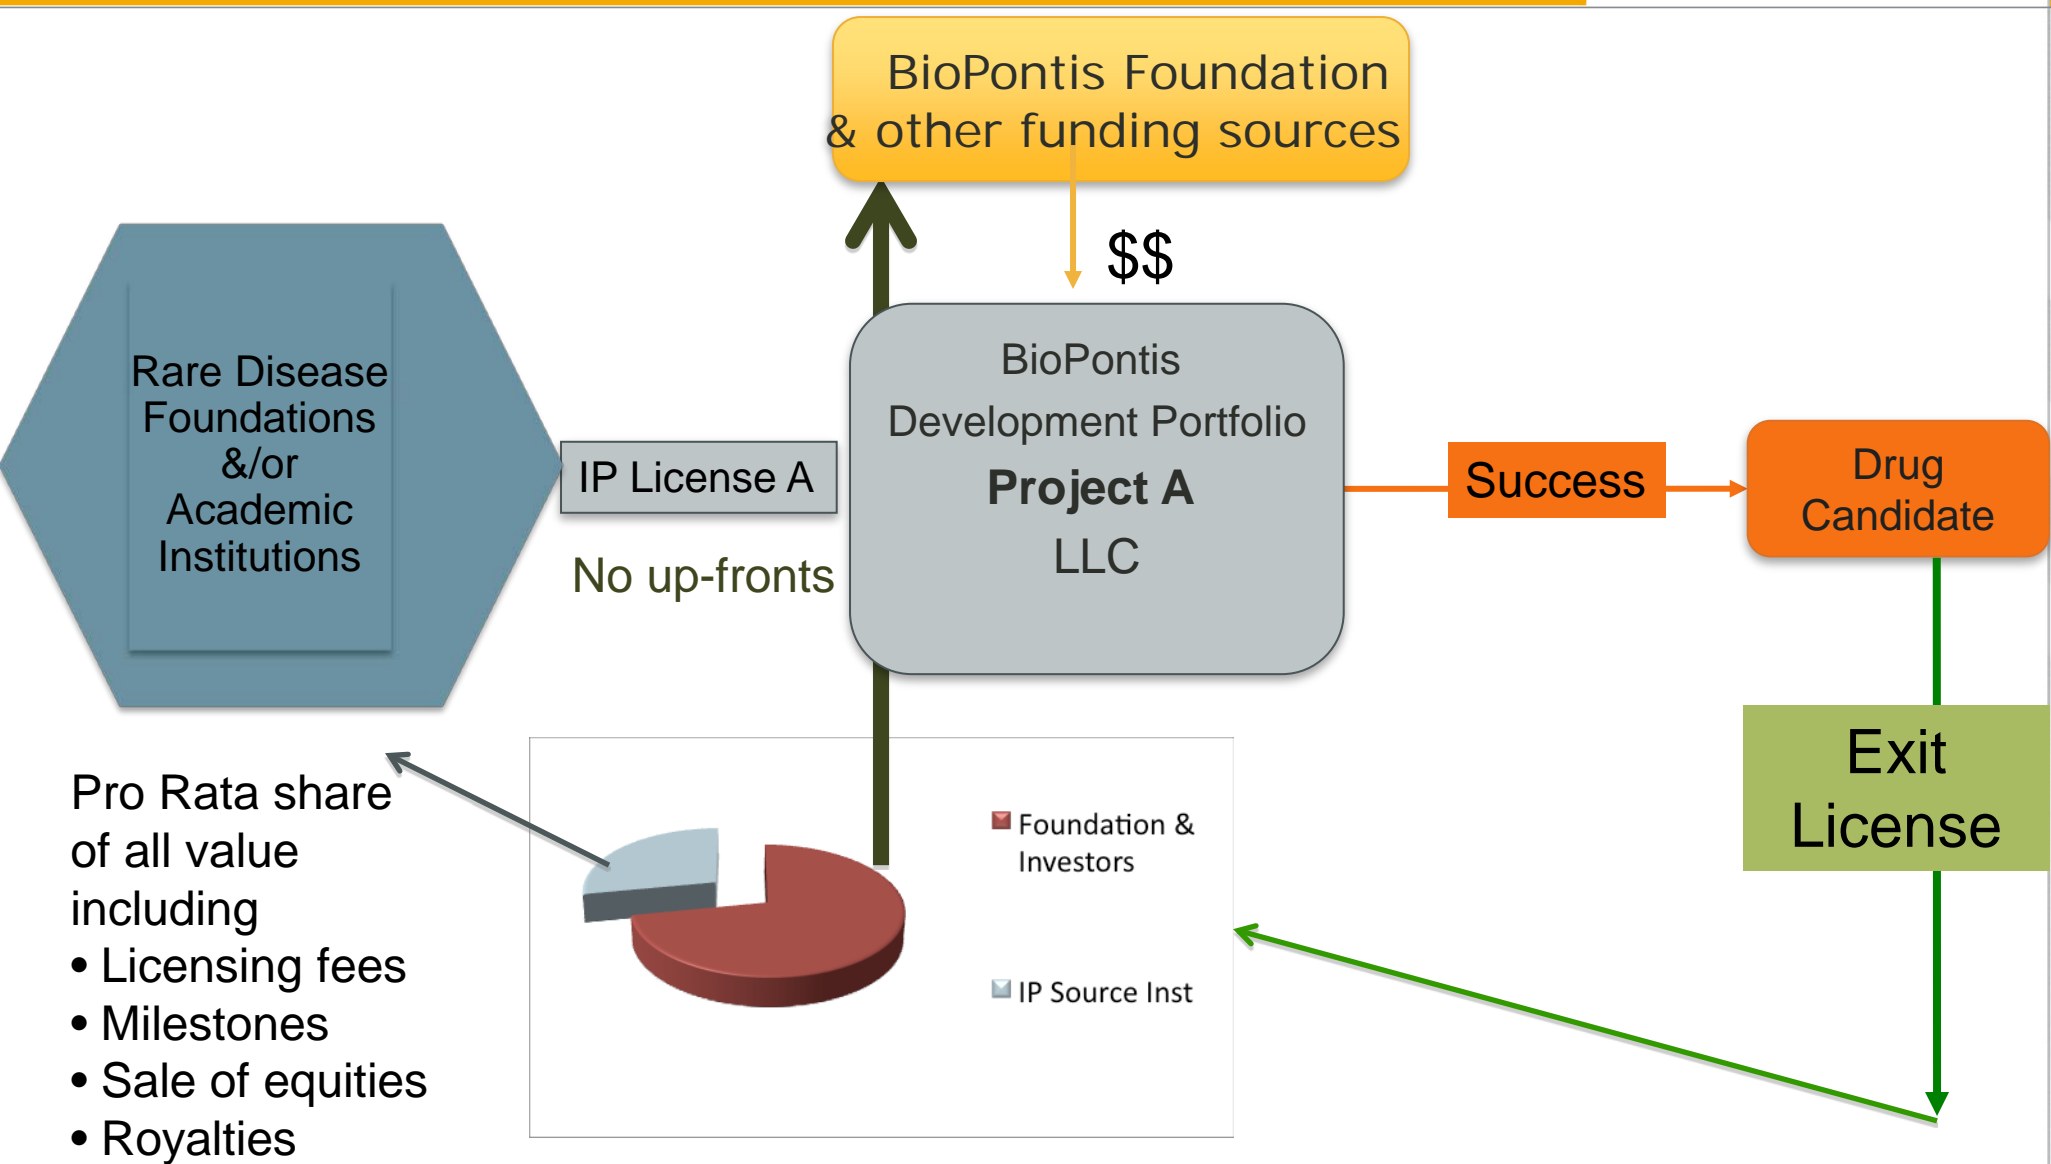 BioPontis Foundation
& other funding sources
$$
Rare Disease
Foundations
&/or
Academic
Institutions
IP License A
No up-fronts
BioPontis
Development Portfolio
Project A
LLC
Success
Drug
Candidate
Exit
License
Pro Rata share
of all value
including
• Licensing fees
• Milestones
• Sale of equities
• Royalties
Foundation &
Investors
IP Source Inst